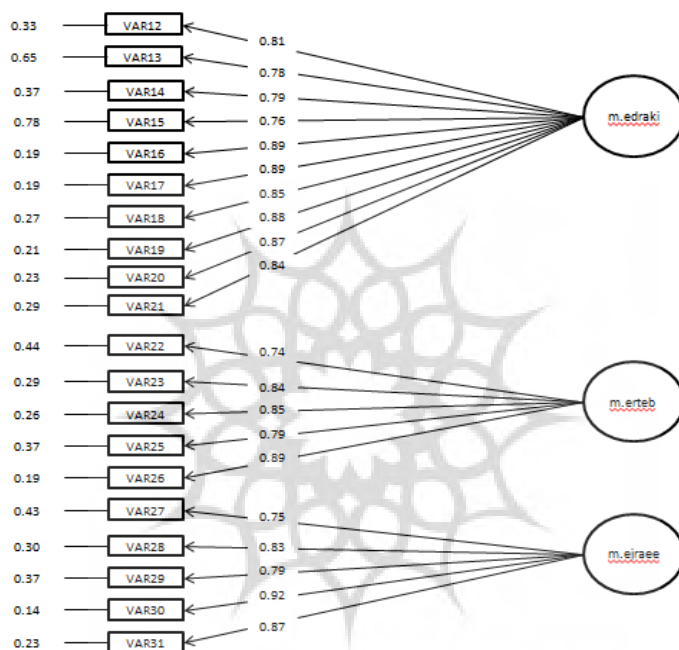 0.33 VAR12 0.81
0.65 VAR13 0.78
0.37 VAR14 0.79
0.78 VAR15 0.76
0.19 VAR16 0.89
0.19 VAR17 0.89
0.27 VAR18 0.85
0.21 VAR19 0.88
0.23 VAR20 0.87
0.29 VAR21 0.84
m.edraki
0.44 VAR22 0.74
0.29 VAR23 0.84
0.26 VAR24 0.85
0.37 VAR25 0.79
0.19 VAR26 0.89
m.erteb
0.43 VAR27 0.75
0.30 VAR28 0.83
0.37 VAR29 0.79
0.14 VAR30 0.92
0.23 VAR31 0.87
m.ejraee